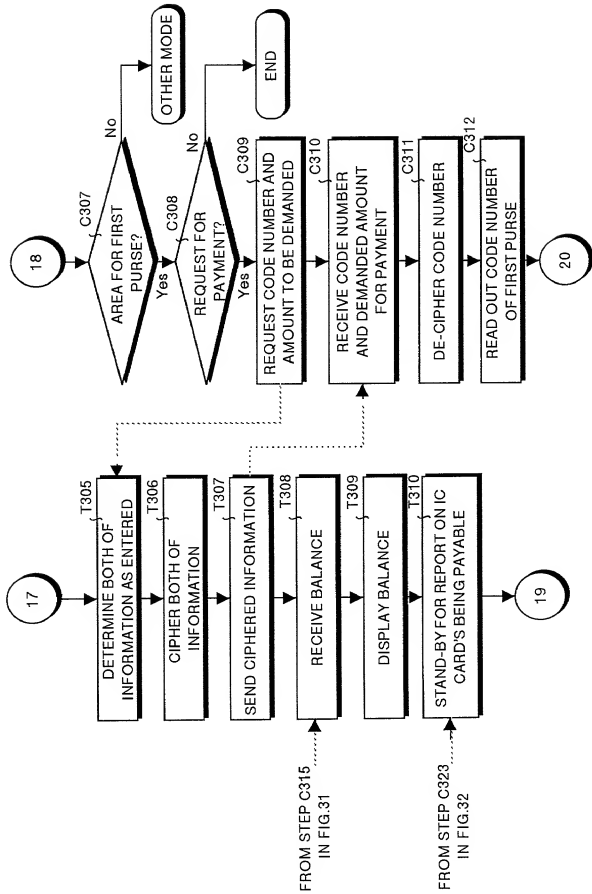 17
T305
DETERMINE BOTH OF
INFORMATION AS ENTERED
T306
CIPHER BOTH OF
INFORMATION
T307
SEND CIPHERED INFORMATION
T308
RECEIVE BALANCE
FROM STEP C315
IN FIG.31
T309
DISPLAY BALANCE
T310
STAND-BY FOR REPORT ON IC
CARD'S BEING PAYABLE
FROM STEP C323
IN FIG.32
19
18
C307
AREA FOR FIRST
PURSE?
No
OTHER MODE
Yes
C308
REQUEST FOR
PAYMENT?
No
END
Yes
C309
REQUEST CODE NUMBER AND
AMOUNT TO BE DEMANDED
C310
RECEIVE CODE NUMBER
AND DEMANDED AMOUNT
FOR PAYMENT
C311
DE-CIPHER CODE NUMBER
C312
READ OUT CODE NUMBER
OF FIRST PURSE
20